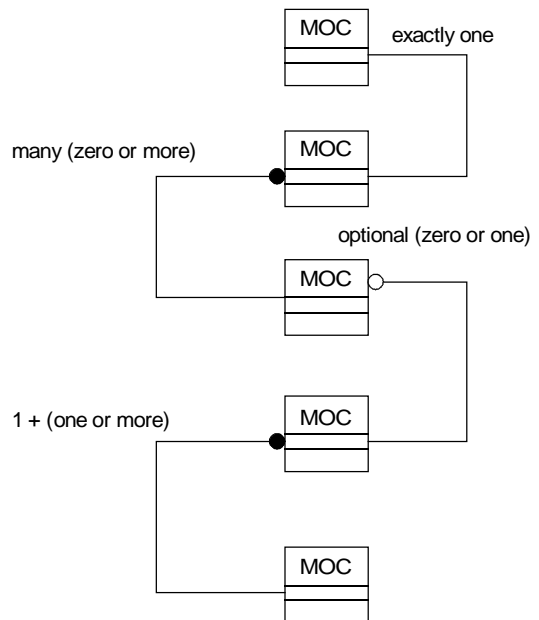 MOC
exactly one
MOC
many (zero or more)
optional (zero or one)
MOC
MOC
1 + (one or more)
MOC